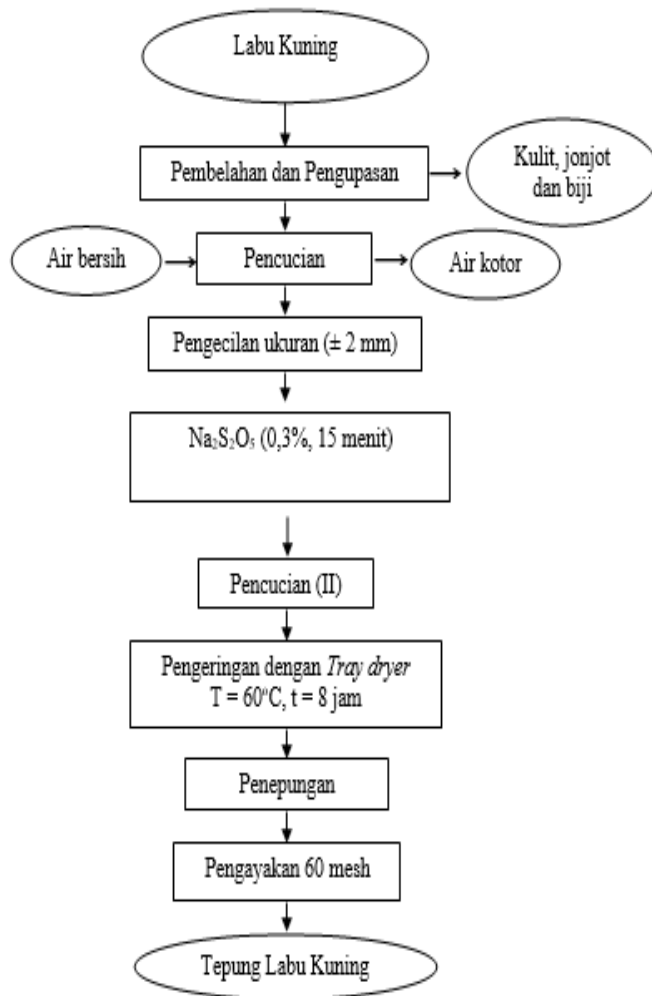 Labu Kuning
Pembelahan dan Pengupasan
Kulit, jonjot
dan biji
Air bersih
Pencucian
Air kotor
Pengecilan ukuran (± 2 mm)
Na₂S₂O₅ (0,3%, 15 menit)
Pencucian (II)
Pengeringan dengan Tray dryer
T = 60°C, t = 8 jam
Penepungan
Pengayakan 60 mesh
Tepung Labu Kuning